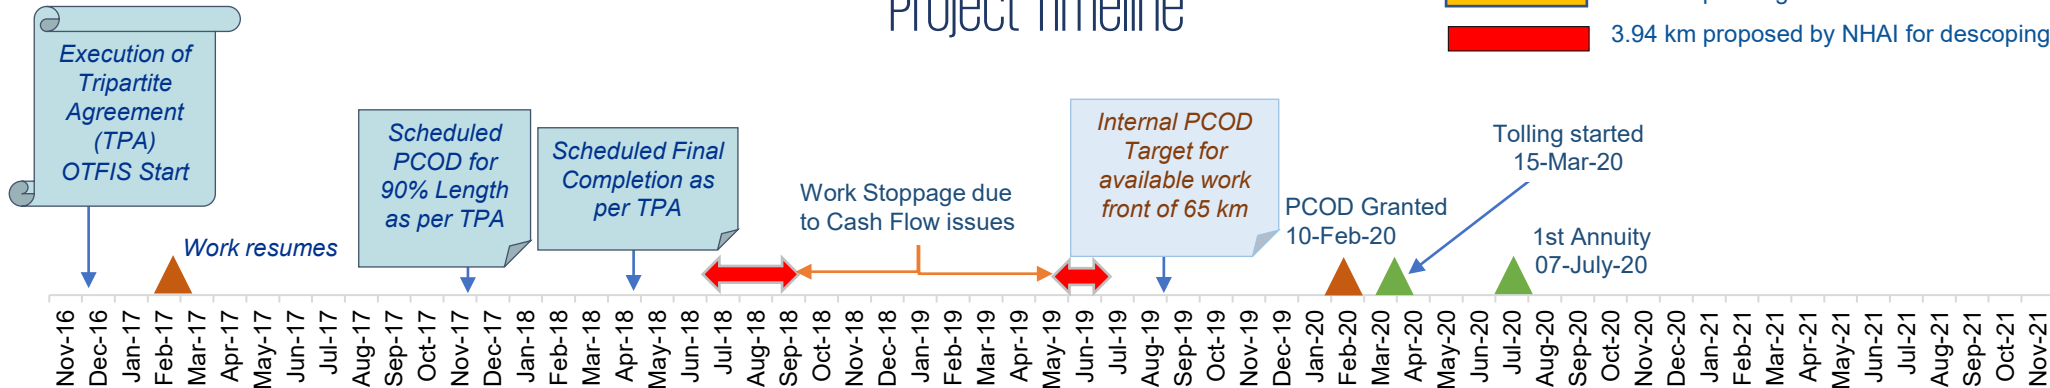 Project Timeline
3.94 km proposed by NHAI for descoping
Execution of
Tripartite
Agreement
(TPA)
OTFIS Start
Work resumes
Scheduled
PCOD for
90% Length
as per TPA
Scheduled Final
Completion as
per TPA
Work Stoppage due
to Cash Flow issues
Internal PCOD
Target for
available work
front of 65 km
PCOD Granted
10-Feb-20
Tolling started
15-Mar-20
1st Annuity
07-July-20
Nov-16
Dec-16
Jan-17
Feb-17
Mar-17
Apr-17
May-17
Jun-17
Jul-17
Aug-17
Sep-17
Oct-17
Nov-17
Dec-17
Jan-18
Feb-18
Mar-18
Apr-18
May-18
Jun-18
Jul-18
Aug-18
Sep-18
Oct-18
Nov-18
Dec-18
Jan-19
Feb-19
Mar-19
Apr-19
May-19
Jun-19
Jul-19
Aug-19
Sep-19
Oct-19
Nov-19
Dec-19
Jan-20
Feb-20
Mar-20
Apr-20
May-20
Jun-20
Jul-20
Aug-20
Sep-20
Oct-20
Nov-20
Dec-20
Jan-21
Feb-21
Mar-21
Apr-21
May-21
Jun-21
Jul-21
Aug-21
Sep-21
Oct-21
Nov-21